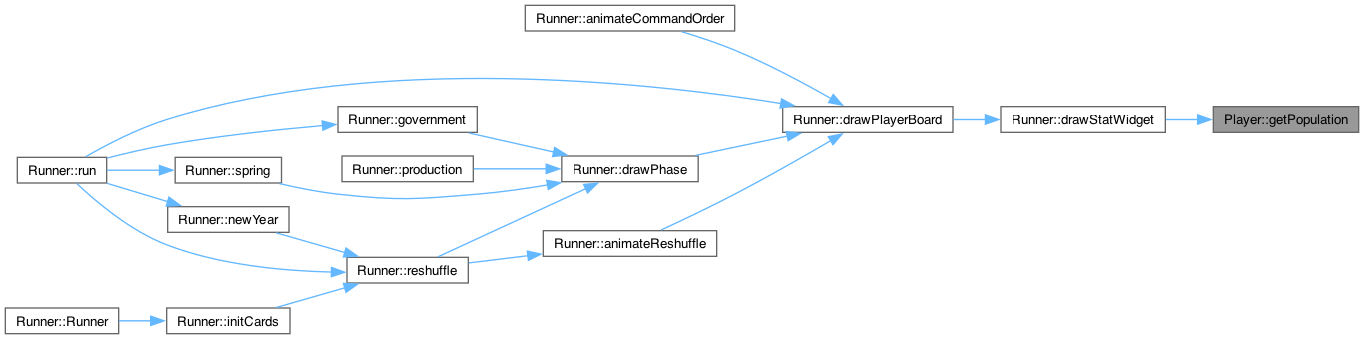 Runner::animateCommandOrder
Runner::government
Runner::drawPlayerBoard
Runner::drawStatWidget
Player::getPopulation
Runner::run
Runner::spring
Runner::production
Runner::drawPhase
Runner::newYear
Runner::animateReshuffle
Runner::reshuffle
Runner::Runner
Runner::initCards